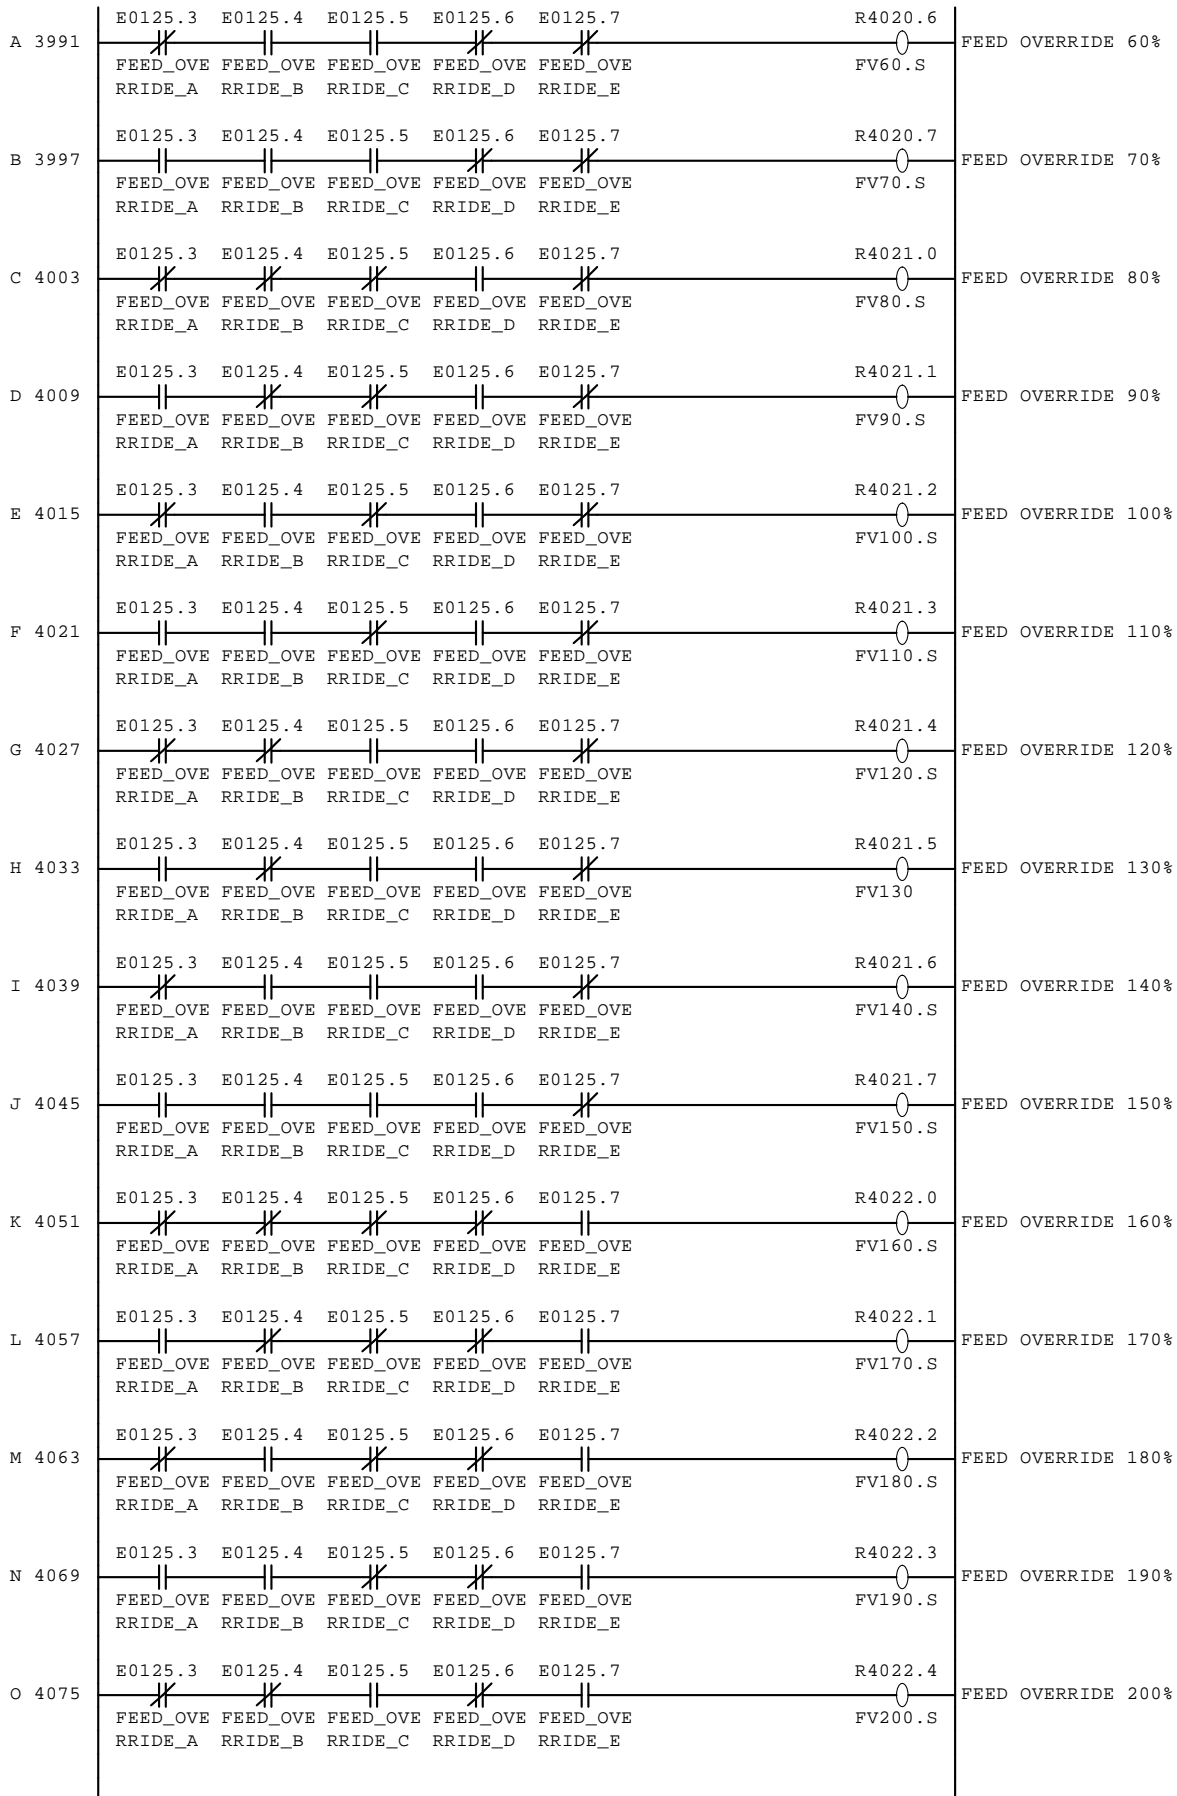 E0125.3 E0125.4 E0125.5 E0125.6 E0125.7 R4020.6
A 3991 FEED OVERRIDE 60%
FEED_OVE FEED_OVE FEED_OVE FEED_OVE FEED_OVE FV60.S
RRIDE_A RRIDE_B RRIDE_C RRIDE_D RRIDE_E
E0125.3 E0125.4 E0125.5 E0125.6 E0125.7 R4020.7
B 3997 FEED OVERRIDE 70%
FEED_OVE FEED_OVE FEED_OVE FEED_OVE FEED_OVE FV70.S
RRIDE_A RRIDE_B RRIDE_C RRIDE_D RRIDE_E
E0125.3 E0125.4 E0125.5 E0125.6 E0125.7 R4021.0
C 4003 FEED OVERRIDE 80%
FEED_OVE FEED_OVE FEED_OVE FEED_OVE FEED_OVE FV80.S
RRIDE_A RRIDE_B RRIDE_C RRIDE_D RRIDE_E
E0125.3 E0125.4 E0125.5 E0125.6 E0125.7 R4021.1
D 4009 FEED OVERRIDE 90%
FEED_OVE FEED_OVE FEED_OVE FEED_OVE FEED_OVE FV90.S
RRIDE_A RRIDE_B RRIDE_C RRIDE_D RRIDE_E
E0125.3 E0125.4 E0125.5 E0125.6 E0125.7 R4021.2
E 4015 FEED OVERRIDE 100%
FEED_OVE FEED_OVE FEED_OVE FEED_OVE FEED_OVE FV100.S
RRIDE_A RRIDE_B RRIDE_C RRIDE_D RRIDE_E
E0125.3 E0125.4 E0125.5 E0125.6 E0125.7 R4021.3
F 4021 FEED OVERRIDE 110%
FEED_OVE FEED_OVE FEED_OVE FEED_OVE FEED_OVE FV110.S
RRIDE_A RRIDE_B RRIDE_C RRIDE_D RRIDE_E
E0125.3 E0125.4 E0125.5 E0125.6 E0125.7 R4021.4
G 4027 FEED OVERRIDE 120%
FEED_OVE FEED_OVE FEED_OVE FEED_OVE FEED_OVE FV120.S
RRIDE_A RRIDE_B RRIDE_C RRIDE_D RRIDE_E
E0125.3 E0125.4 E0125.5 E0125.6 E0125.7 R4021.5
H 4033 FEED OVERRIDE 130%
FEED_OVE FEED_OVE FEED_OVE FEED_OVE FEED_OVE FV130
RRIDE_A RRIDE_B RRIDE_C RRIDE_D RRIDE_E
E0125.3 E0125.4 E0125.5 E0125.6 E0125.7 R4021.6
I 4039 FEED OVERRIDE 140%
FEED_OVE FEED_OVE FEED_OVE FEED_OVE FEED_OVE FV140.S
RRIDE_A RRIDE_B RRIDE_C RRIDE_D RRIDE_E
E0125.3 E0125.4 E0125.5 E0125.6 E0125.7 R4021.7
J 4045 FEED OVERRIDE 150%
FEED_OVE FEED_OVE FEED_OVE FEED_OVE FEED_OVE FV150.S
RRIDE_A RRIDE_B RRIDE_C RRIDE_D RRIDE_E
E0125.3 E0125.4 E0125.5 E0125.6 E0125.7 R4022.0
K 4051 FEED OVERRIDE 160%
FEED_OVE FEED_OVE FEED_OVE FEED_OVE FEED_OVE FV160.S
RRIDE_A RRIDE_B RRIDE_C RRIDE_D RRIDE_E
E0125.3 E0125.4 E0125.5 E0125.6 E0125.7 R4022.1
L 4057 FEED OVERRIDE 170%
FEED_OVE FEED_OVE FEED_OVE FEED_OVE FEED_OVE FV170.S
RRIDE_A RRIDE_B RRIDE_C RRIDE_D RRIDE_E
E0125.3 E0125.4 E0125.5 E0125.6 E0125.7 R4022.2
M 4063 FEED OVERRIDE 180%
FEED_OVE FEED_OVE FEED_OVE FEED_OVE FEED_OVE FV180.S
RRIDE_A RRIDE_B RRIDE_C RRIDE_D RRIDE_E
E0125.3 E0125.4 E0125.5 E0125.6 E0125.7 R4022.3
N 4069 FEED OVERRIDE 190%
FEED_OVE FEED_OVE FEED_OVE FEED_OVE FEED_OVE FV190.S
RRIDE_A RRIDE_B RRIDE_C RRIDE_D RRIDE_E
E0125.3 E0125.4 E0125.5 E0125.6 E0125.7 R4022.4
O 4075 FEED OVERRIDE 200%
FEED_OVE FEED_OVE FEED_OVE FEED_OVE FEED_OVE FV200.S
RRIDE_A RRIDE_B RRIDE_C RRIDE_D RRIDE_E